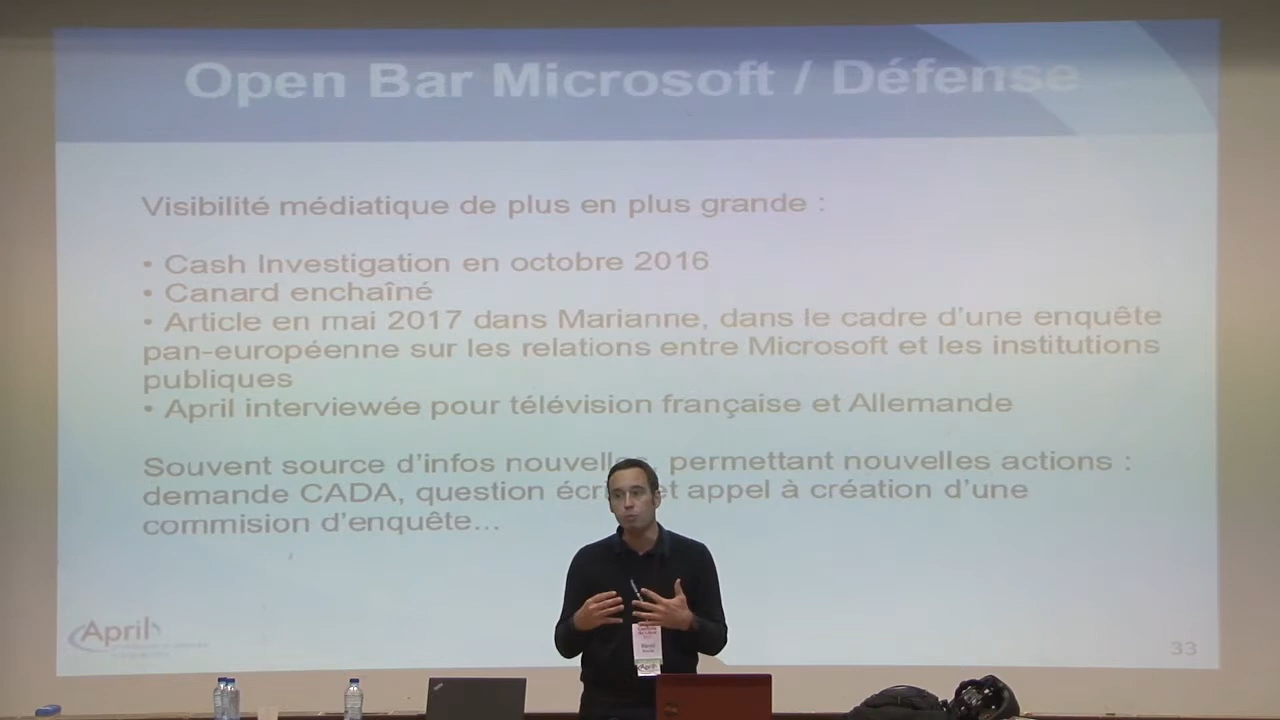 Open Bar Microsoft / Défense
Visibilité médiatique de plus en plus grande :
• Cash Investigation en octobre 2016
• Canard enchaîné
• Article en mai 2017 dans Marianne, dans le cadre d'une enquête
pan-européenne sur les relations entre Microsoft et les institutions
publiques
• April interviewée pour télévision française et Allemande
Souvent source d'infos nouvelles, permettant nouvelles actions :
demande CADA, question écri et appel à création d'une
commision d'enquête...
April
33